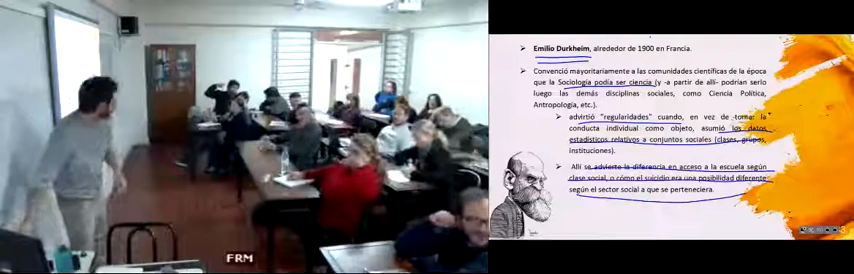 Emilio Durkheim, alrededor de 1900 en Francia.
Convenció mayoritariamente a las comunidades científicas de la época
que la Sociología podía ser ciencia (y -a partir de allí- podrían serlo
luego las demás disciplinas sociales, como Ciencia Política,
Antropología, etc.).
advirtió "regularidades" cuando, en vez de tomar la
conducta individual como objeto, asumió los datos
estadísticos relativos a conjuntos sociales (clases, grupos,
instituciones).
Allí se advierte la diferencia en acceso a la escuela según
clase social, o cómo el suicidio era una posibilidad diferente
según el sector social a que se perteneciera.
FRM